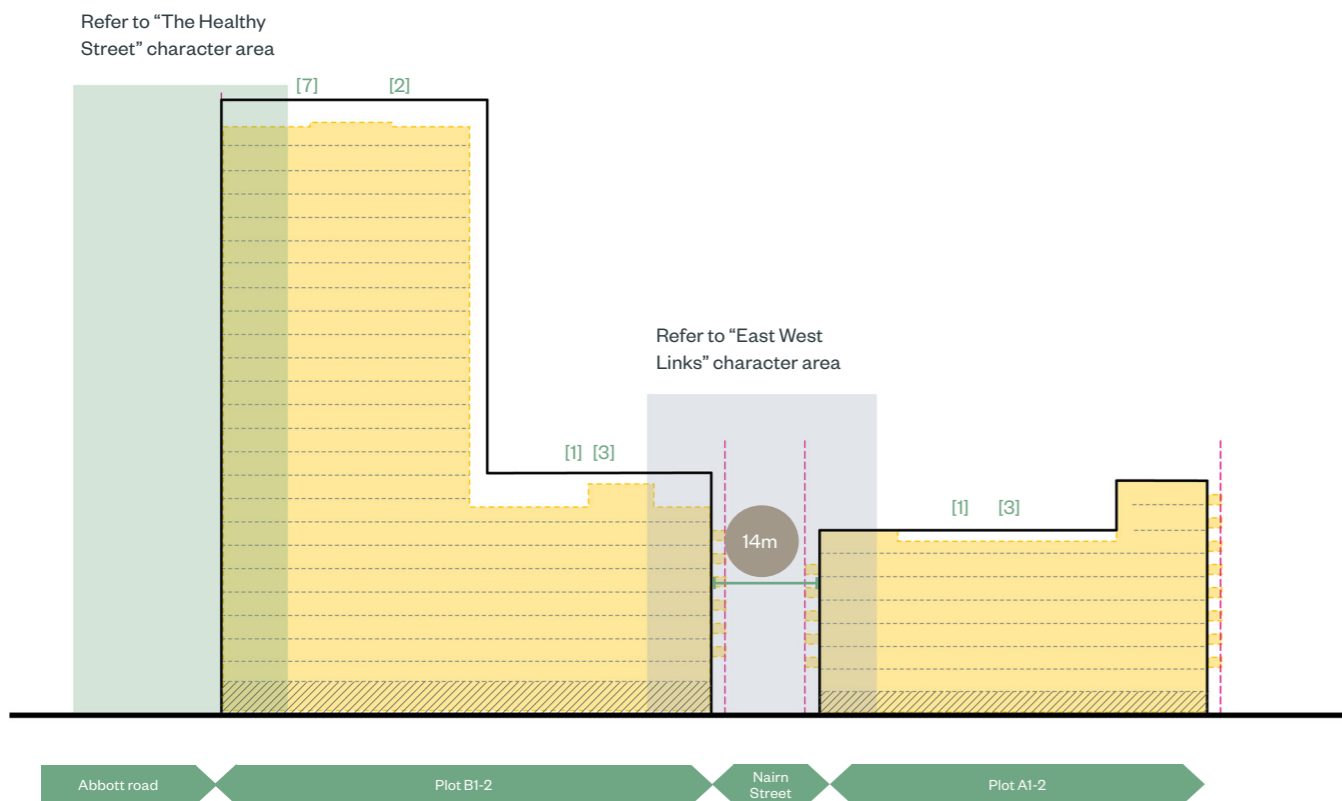 Refer to “The Healthy
Street” character area
[7] [2]
Refer to “East West
Links” character area
[1] [3]
[1] [3]
14m
Abbott road
Plot B1-2
Nairn
Street
Plot A1-2